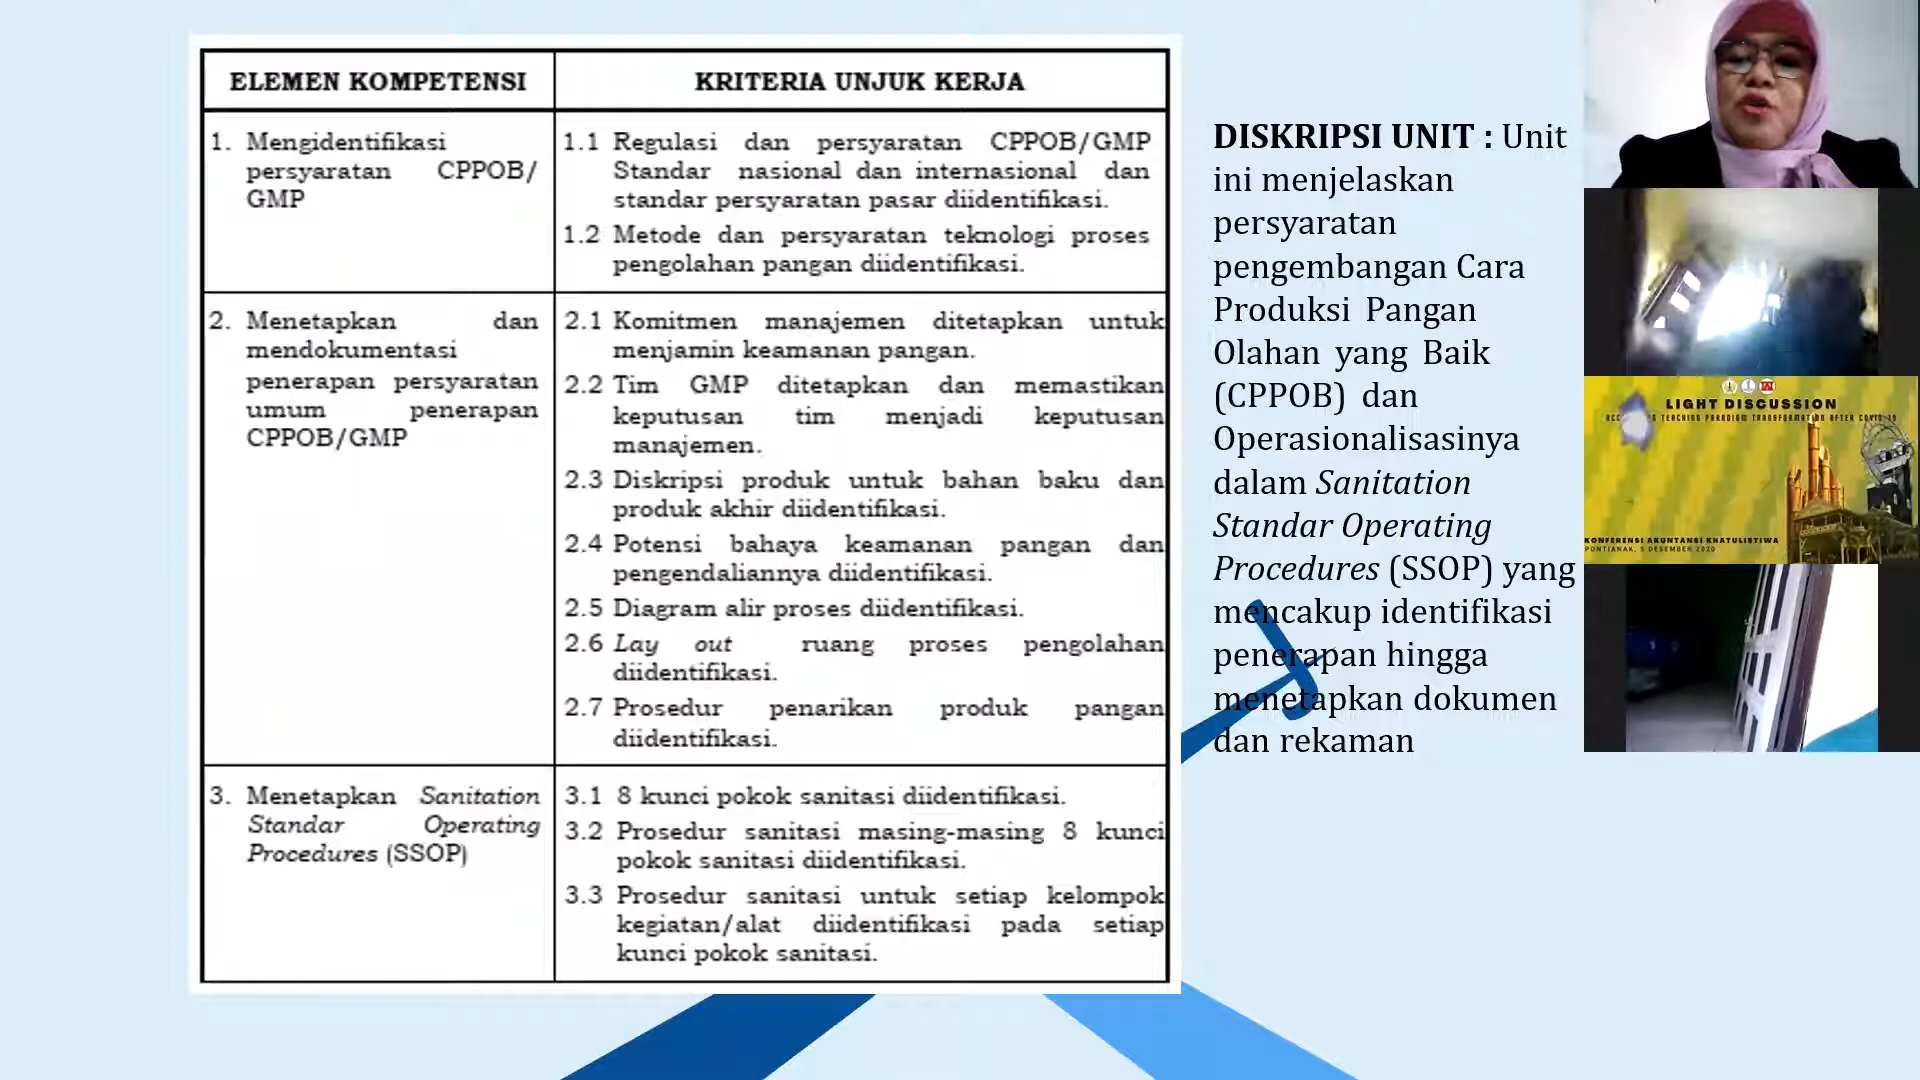 ELEMEN KOMPETENSI
KRITERIA UNJUK KERJA
1. Mengidentifikasi
persyaratan CPPOB/
GMP
1.1 Regulasi dan persyaratan CPPOB/GMP
Standar nasional dan internasional dan
standar persyaratan pasar diidentifikasi.
1.2 Metode dan persyaratan teknologi proses
pengolahan pangan diidentifikasi.
2. Menetapkan dan
mendokumentasi
penerapan persyaratan
umum penerapan
CPPOB/GMP
2.1 Komitmen manajemen ditetapkan untuk
menjamin keamanan pangan.
2.2 Tim GMP ditetapkan dan memastikan
keputusan tim menjadi keputusan
manajemen.
2.3 Diskripsi produk untuk bahan baku dan
produk akhir diidentifikasi.
2.4 Potensi bahaya keamanan pangan dan
pengendaliannya diidentifikasi.
2.5 Diagram alir proses diidentifikasi.
2.6 Lay out ruang proses pengolahan
diidentifikasi.
2.7 Prosedur penarikan produk pangan
diidentifikasi.
3. Menetapkan Sanitation
Standar Operating
Procedures (SSOP)
3.1 8 kunci pokok sanitasi diidentifikasi.
3.2 Prosedur sanitasi masing-masing 8 kunci
pokok sanitasi diidentifikasi.
3.3 Prosedur sanitasi untuk setiap kelompok
kegiatan/alat diidentifikasi pada setiap
kunci pokok sanitasi.
DISKRIPSI UNIT : Unit
ini menjelaskan
persyaratan
pengembangan Cara
Produksi Pangan
Olahan yang Baik
(CPPOB) dan
Operasionalisasinya
dalam Sanitation
Standar Operating
Procedures (SSOP) yang
mencakup identifikasi
penerapan hingga
menetapkan dokumen
dan rekaman
LIGHT DISCUSSION
TEACHING PARADIGM TRANSFORMATION AFTER COVID-19
KONFERENSI AKUNTANSI KHATULISTIWA
PONTIANAK, 5 DESEMBER 2020